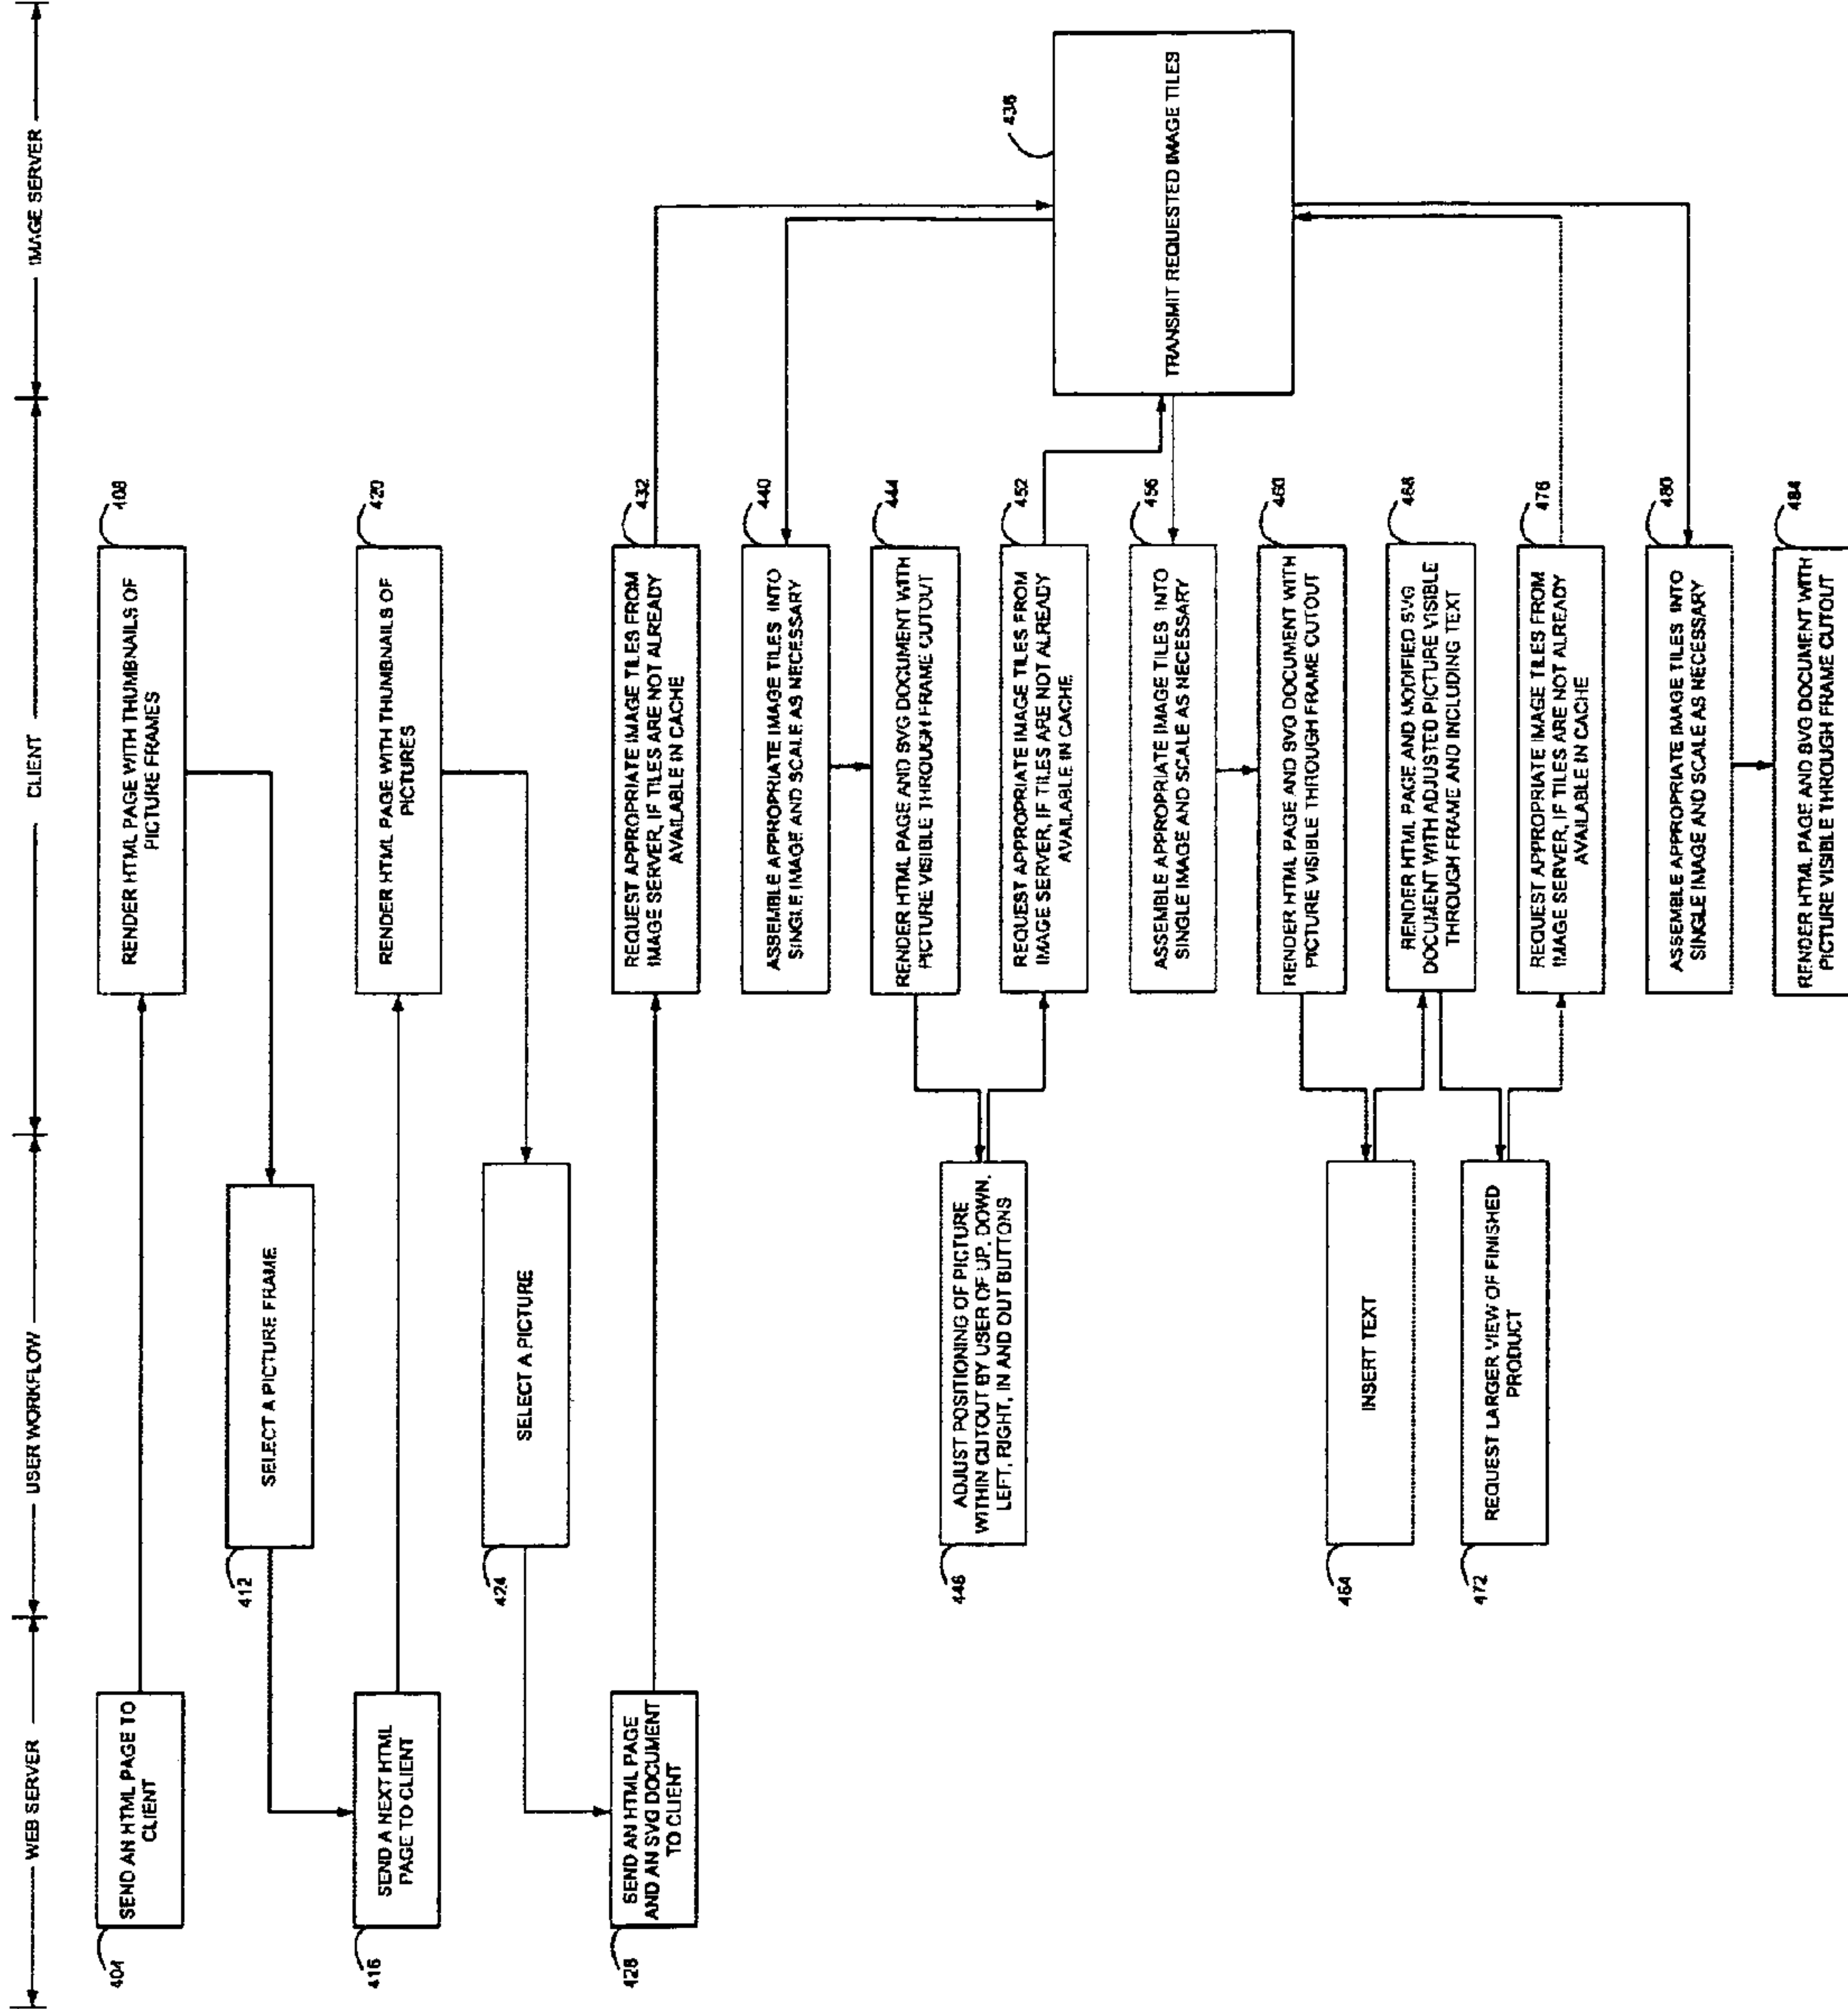 WEB SERVER
USER WORKFLOW
CLIENT
IMAGE SERVER
404
SEND AN HTML PAGE TO
CLIENT
408
RENDER HTML PAGE WITH THUMBNAILS OF
PICTURE FRAMES
412
SELECT A PICTURE FRAME
416
SEND A NEXT HTML
PAGE TO CLIENT
420
RENDER HTML PAGE WITH THUMBNAILS OF
PICTURES
424
SELECT A PICTURE
428
SEND AN HTML PAGE
AND AN SVG DOCUMENT
TO CLIENT
432
REQUEST APPROPRIATE IMAGE TILES FROM
IMAGE SERVER, IF TILES ARE NOT ALREADY
AVAILABLE IN CACHE
436
TRANSMIT REQUESTED IMAGE TILES
440
ASSEMBLE APPROPRIATE IMAGE TILES INTO
SINGLE IMAGE AND SCALE AS NECESSARY
444
RENDER HTML PAGE AND SVG DOCUMENT WITH
PICTURE VISIBLE THROUGH FRAME CUTOUT
448
ADJUST POSITIONING OF PICTURE
WITHIN CUTOUT BY USER OF UP, DOWN,
LEFT, RIGHT, IN AND OUT BUTTONS
452
REQUEST APPROPRIATE IMAGE TILES FROM
IMAGE SERVER, IF TILES ARE NOT ALREADY
AVAILABLE IN CACHE
456
ASSEMBLE APPROPRIATE IMAGE TILES INTO
SINGLE IMAGE AND SCALE AS NECESSARY
460
RENDER HTML PAGE AND SVG DOCUMENT WITH
PICTURE VISIBLE THROUGH FRAME CUTOUT
464
INSERT TEXT
468
RENDER HTML PAGE AND MODIFIED SVG
DOCUMENT WITH ADJUSTED PICTURE VISIBLE
THROUGH FRAME AND INCLUDING TEXT
472
REQUEST LARGER VIEW OF FINISHED
PRODUCT
476
REQUEST APPROPRIATE IMAGE TILES FROM
IMAGE SERVER, IF TILES ARE NOT ALREADY
AVAILABLE IN CACHE
480
ASSEMBLE APPROPRIATE IMAGE TILES INTO
SINGLE IMAGE AND SCALE AS NECESSARY
484
RENDER HTML PAGE AND SVG DOCUMENT WITH
PICTURE VISIBLE THROUGH FRAME CUTOUT